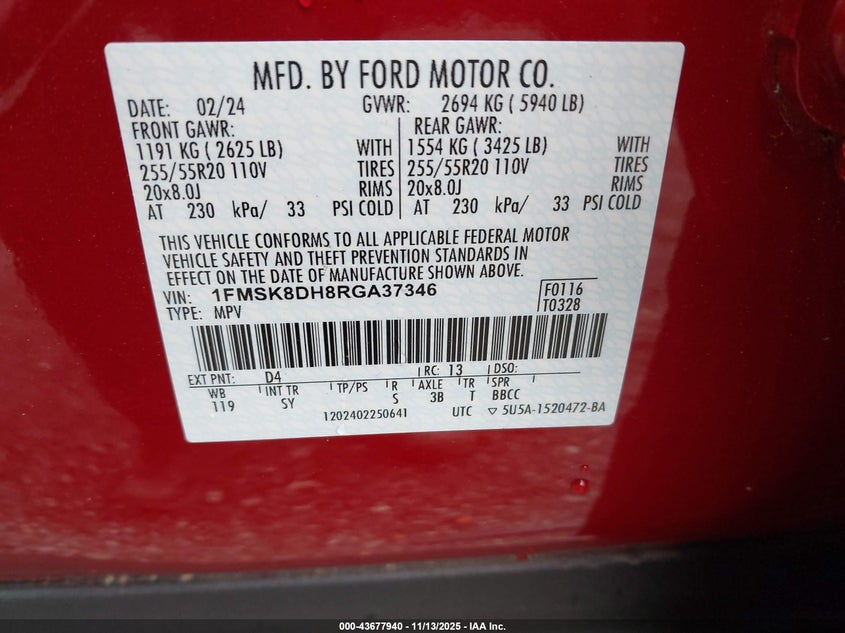 MFD. BY FORD MOTOR CO.
DATE: 02/24 GVWR: 2694 KG ( 5940 LB)
FRONT GAWR: REAR GAWR:
1191 KG ( 2625 LB) WITH 1554 KG ( 3425 LB) WITH
255/55R20 110V TIRES 255/55R20 110V TIRES
20x8.0J RIMS 20x8.0J RIMS
AT 230 kPa/ 33 PSI COLD AT 230 kPa/ 33 PSI COLD
THIS VEHICLE CONFORMS TO ALL APPLICABLE FEDERAL MOTOR
VEHICLE SAFETY AND THEFT PREVENTION STANDARDS IN
EFFECT ON THE DATE OF MANUFACTURE SHOWN ABOVE.
VIN: 1FMSK8DH8RGA37346 F0116
TYPE: MPV T0328
EXT PNT: D4 RC: 13 DSO:
WB INT TR TP/PS R AXLE TR SPR
119 SY S 3B T BBCC
1202402250641 UTC ▽ 5U5A-1520472-BA
000-43677940 - 11/13/2025 - IAA Inc.